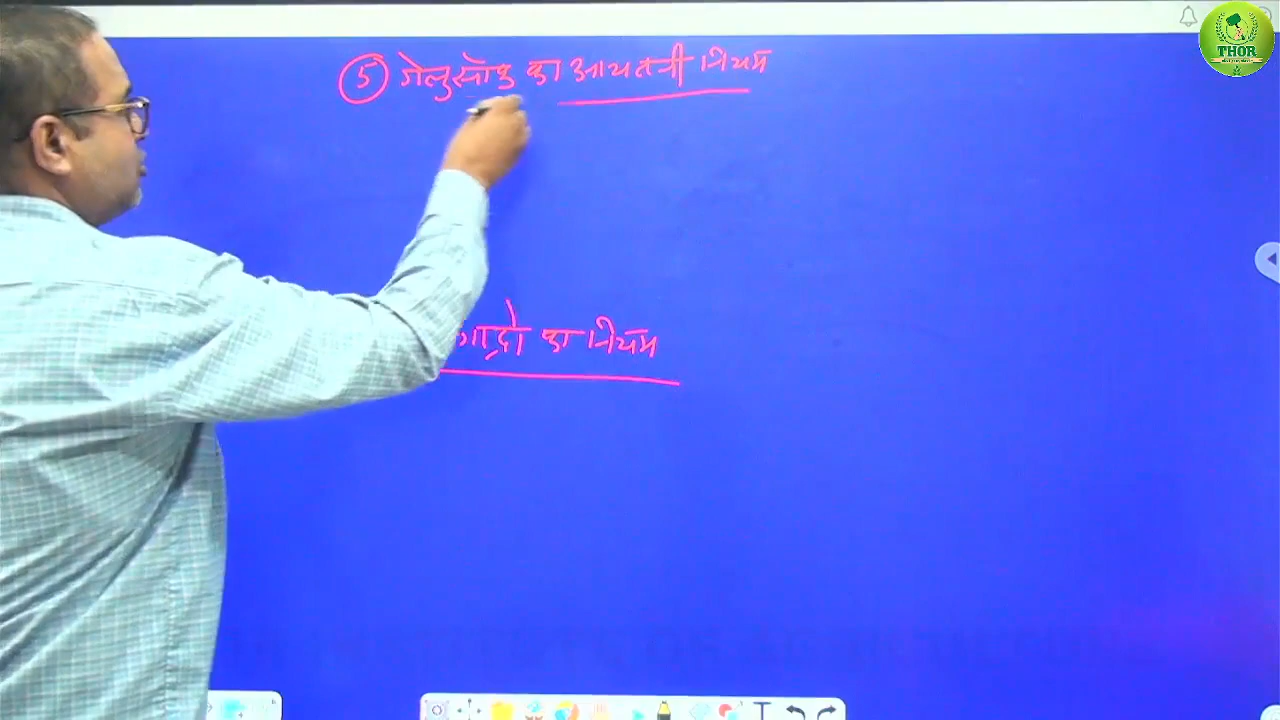 THOR
⑤ गेलुसॉक का आयतनी नियम
गाद्रो का नियम
T